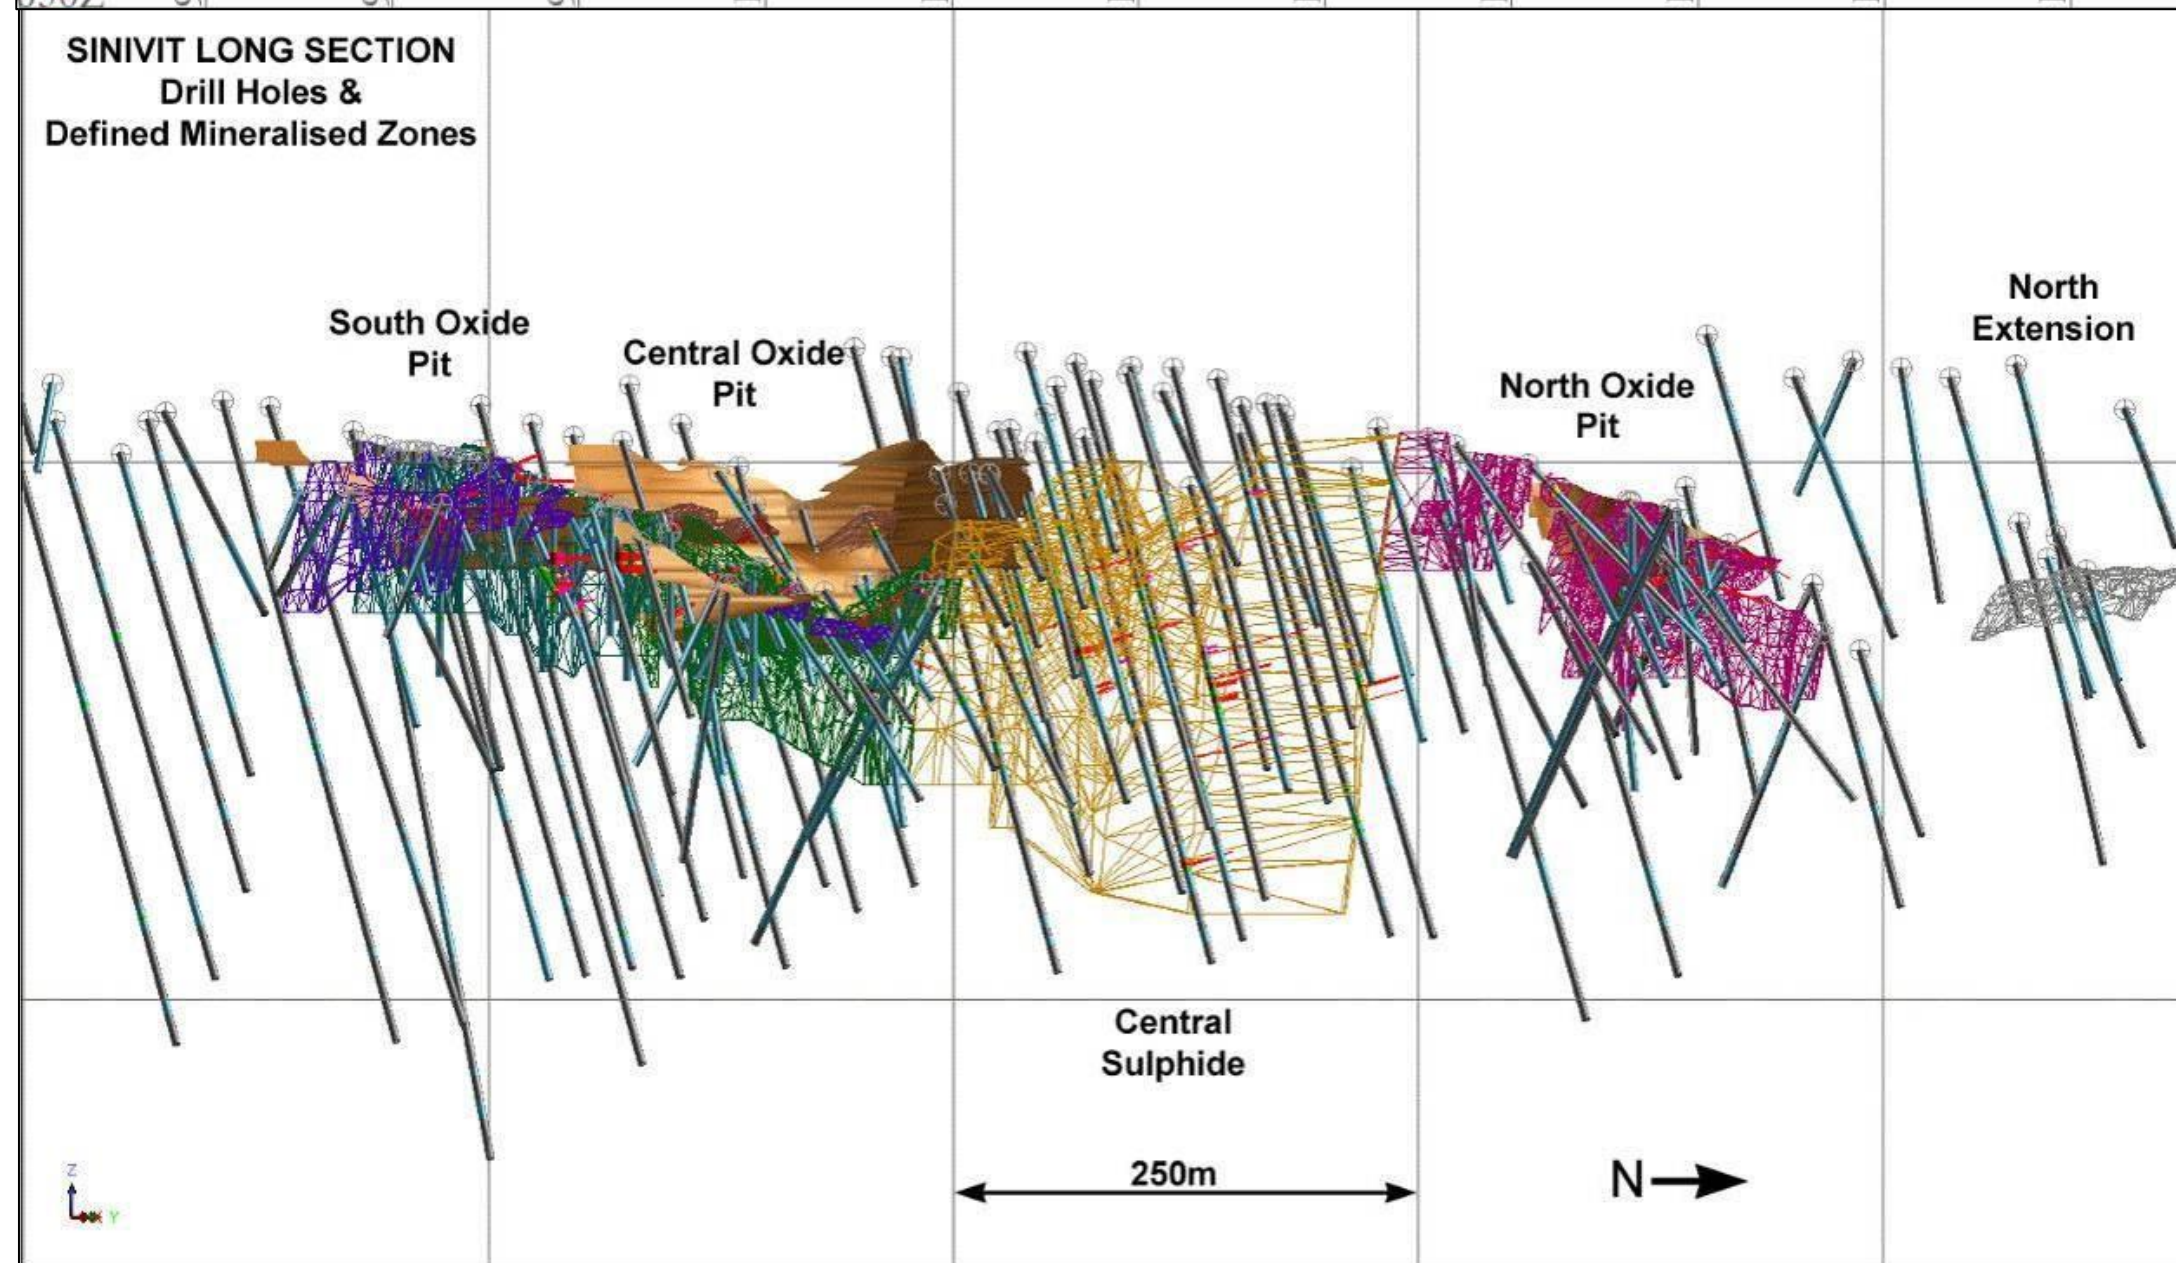 SINIVIT LONG SECTION
Drill Holes &
Defined Mineralised Zones
South Oxide
Pit
Central Oxide
Pit
North Oxide
Pit
North
Extension
Central
Sulphide
250m
N
Z
Y